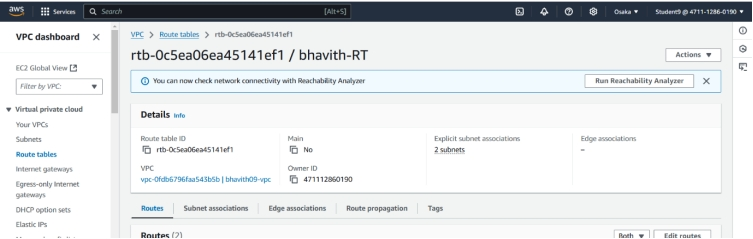 aws Services Search [Alt+S] Osaka ▼ Student9 @ 4711-1286-0190 ▼
VPC dashboard ×
EC2 Global View
Filter by VPC:
Virtual private cloud
Your VPCs
Subnets
Route tables
Internet gateways
Egress-only Internet
gateways
DHCP option sets
Elastic IPs
VPC > Route tables > rtb-0c5ea06ea45141ef1
rtb-0c5ea06ea45141ef1 / bhavith-RT Actions ▼
You can now check network connectivity with Reachability Analyzer Run Reachability Analyzer ×
Details Info
Route table ID
rtb-0c5ea06ea45141ef1
Main
No
Explicit subnet associations
2 subnets
Edge associations
–
VPC
vpc-0fdb6796faa543b5b | bhavith09-vpc
Owner ID
471112860190
Routes Subnet associations Edge associations Route propagation Tags
Routes (2) Both ▼ Edit routes